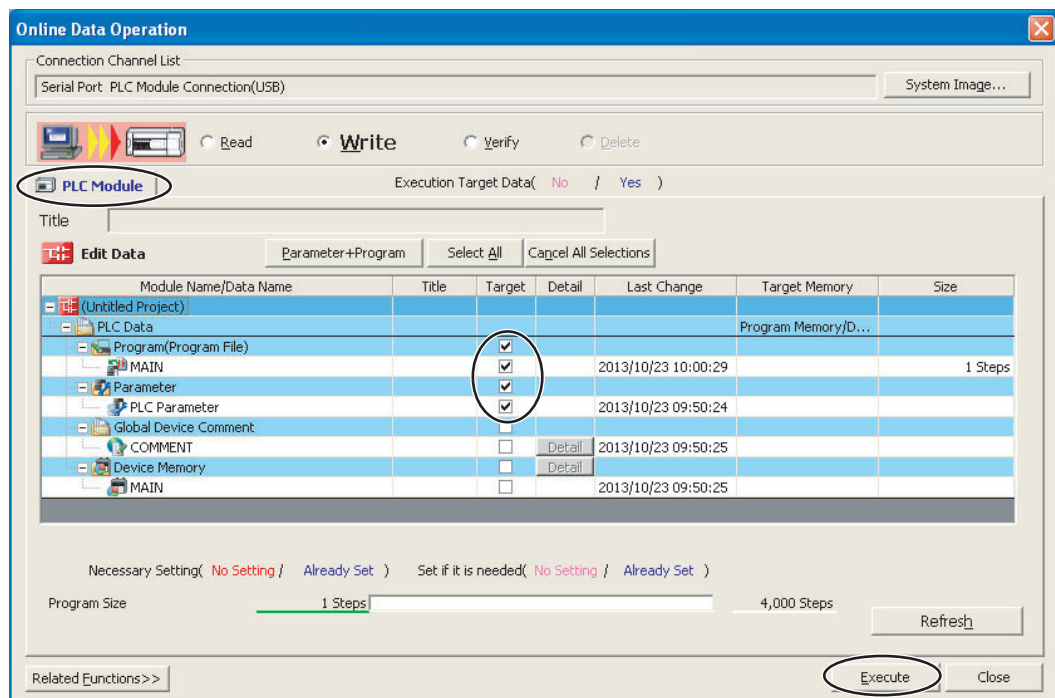 Online Data Operation
Connection Channel List
Serial Port PLC Module Connection(USB)
System Image...
Read Write Verify Delete
PLC Module
Execution Target Data( No / Yes )
Title
Edit Data Parameter+Program Select All Cancel All Selections
Module Name/Data Name Title Target Detail Last Change Target Memory Size
(Untitled Project)
PLC Data Program Memory/D...
Program(Program File)
MAIN 2013/10/23 10:00:29 1 Steps
Parameter
PLC Parameter 2013/10/23 09:50:24
Global Device Comment
COMMENT Detail 2013/10/23 09:50:25
Device Memory Detail
MAIN 2013/10/23 09:50:25
Necessary Setting( No Setting / Already Set ) Set if it is needed( No Setting / Already Set )
Program Size 1 Steps 4,000 Steps
Refresh
Related Functions>> Execute Close